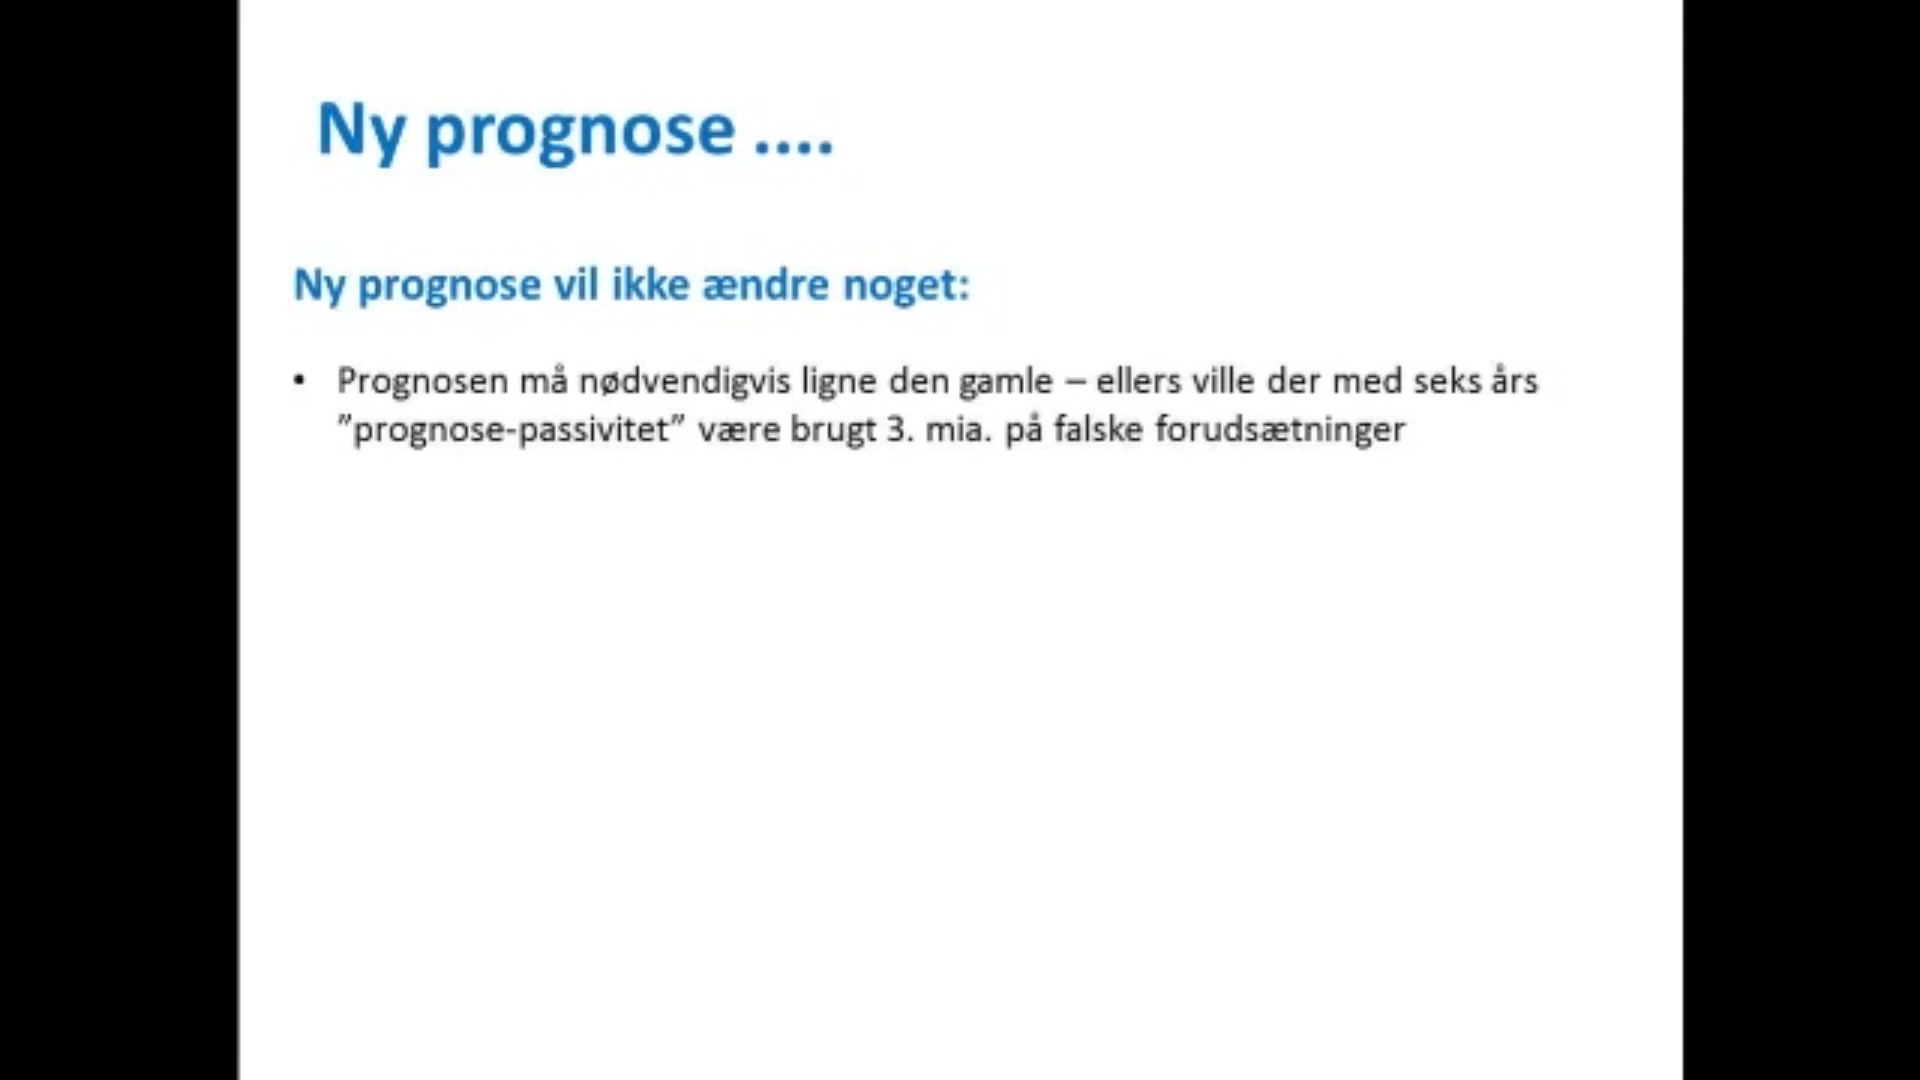 Ny prognose ....
Ny prognose vil ikke ændre noget:
• Prognosen må nødvendigvis ligne den gamle – ellers ville der med seks års
”prognose-passivitet” være brugt 3. mia. på falske forudsætninger